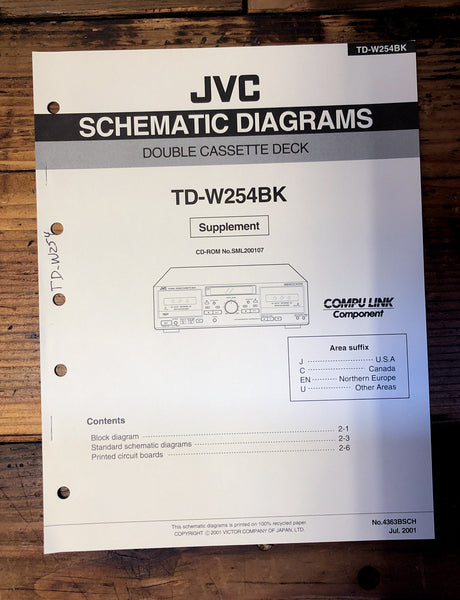 TD-W254BK
JVC
SCHEMATIC DIAGRAMS
DOUBLE CASSETTE DECK
TD-W254BK
Supplement
CD-ROM No.SML200107
TD-W254
JVC
COMPU LINK
Component
Area suffix
J ---------------------- U.S.A
C ---------------------- Canada
EN ---------- Northern Europe
U ---------------- Other Areas
Contents
Block diagram ---------------------------------------- 2-1
Standard schematic diagrams ---------------------------------------- 2-3
Printed circuit boards ---------------------------------------- 2-6
This schematic diagrams is printed on 100% recycled paper.
COPYRIGHT © 2001 VICTOR COMPANY OF JAPAN, LTD.
No.4363BSCH
Jul. 2001